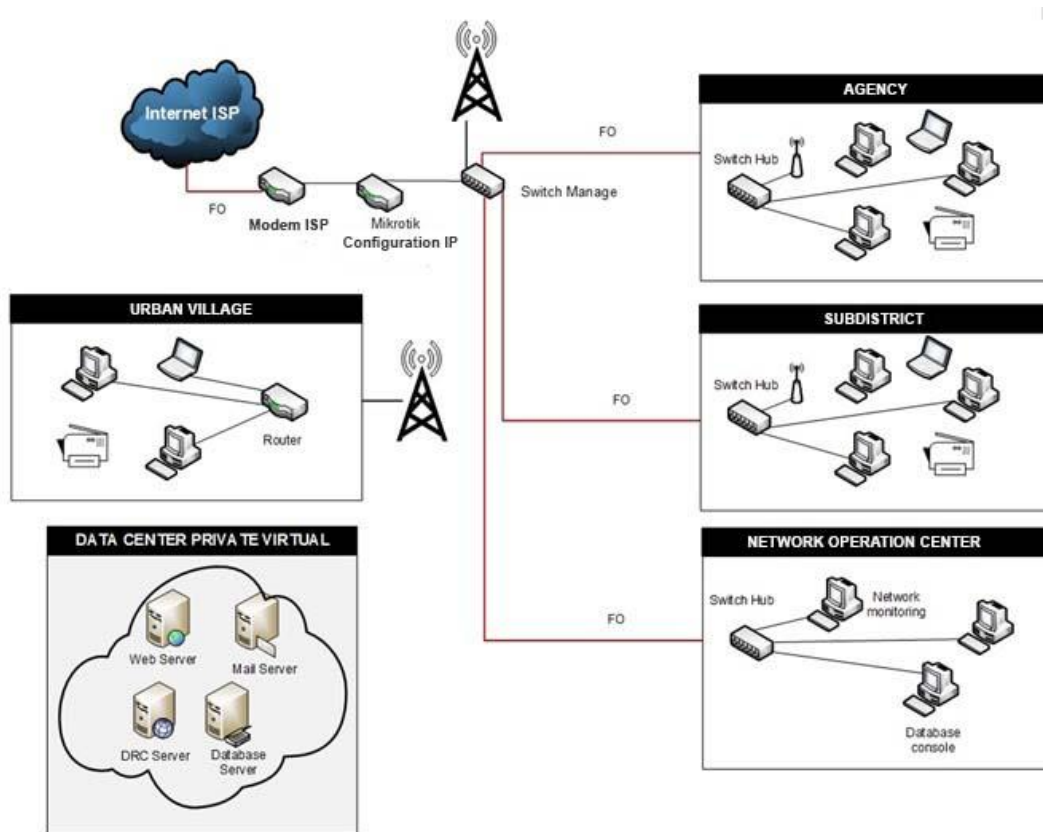 Internet ISP
FO
Modem ISP
Mikrotik
Configuration IP
Switch Manage
FO
AGENCY
Switch Hub
URBAN VILLAGE
Router
FO
SUBDISTRICT
Switch Hub
DATA CENTER PRIVATE VIRTUAL
Web Server
Mail Server
DRC Server
Database
Server
FO
NETWORK OPERATION CENTER
Switch Hub
Network
monitoring
Database
console